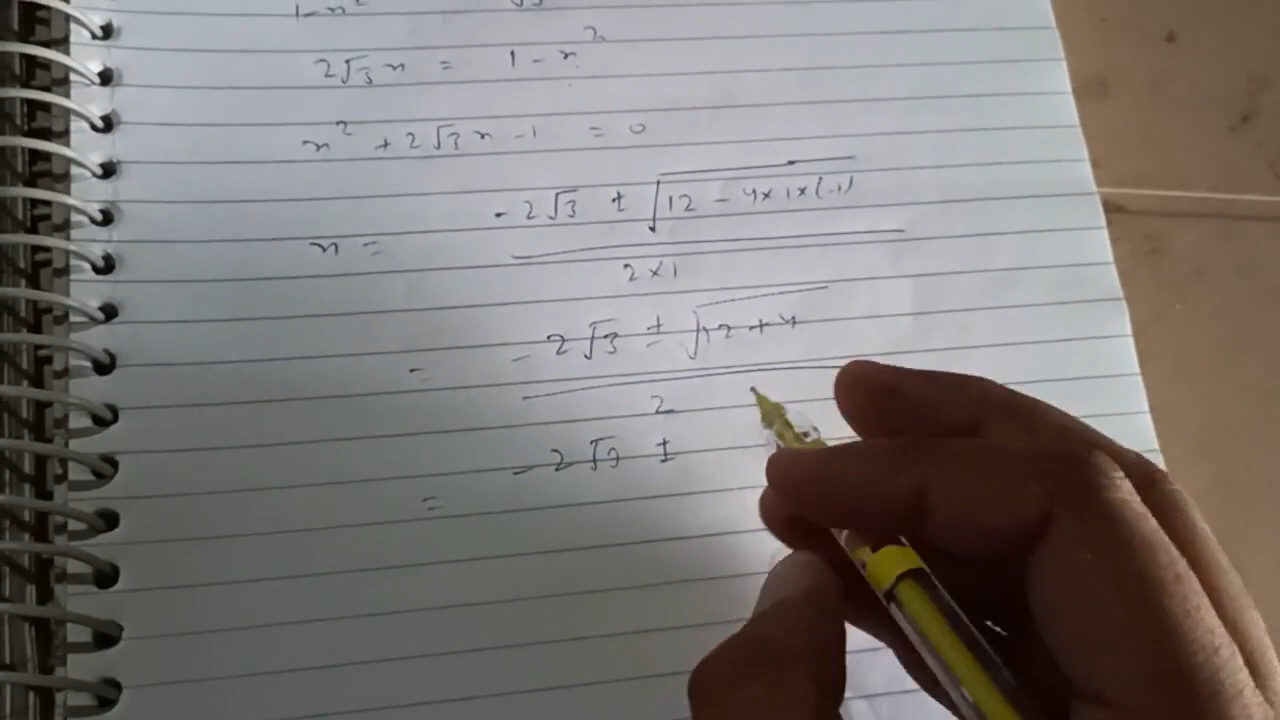 2√3 x = 1 - x²
x² + 2√3 x - 1 = 0
x = - 2√3 ± √12 - 4×1×(-1)
2×1
= - 2√3 ± √12 + 4
2
= - 2√3 ±